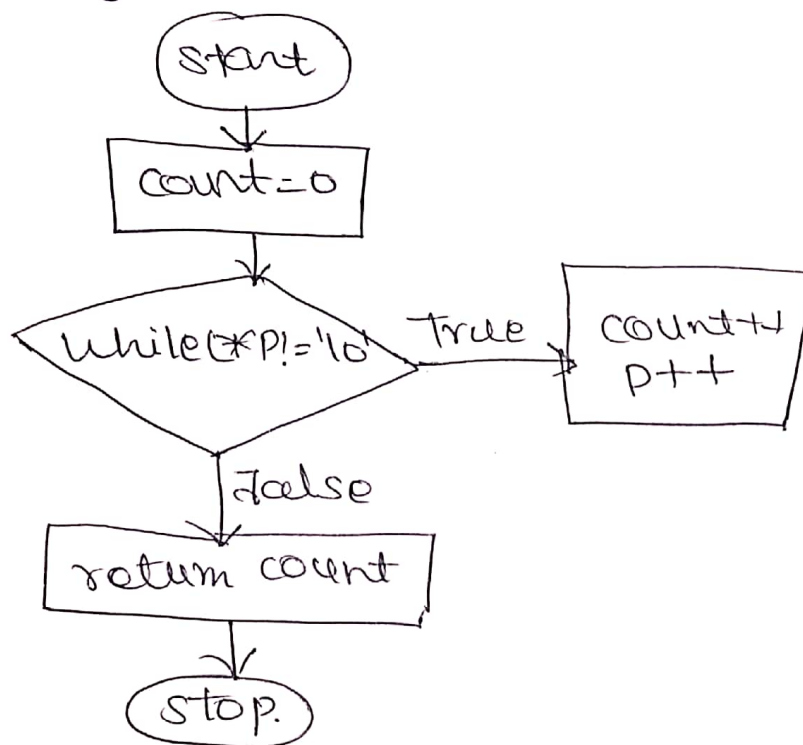 start
count=0
while(*P!='\0'
True
count++
P++
False
return count
stop.